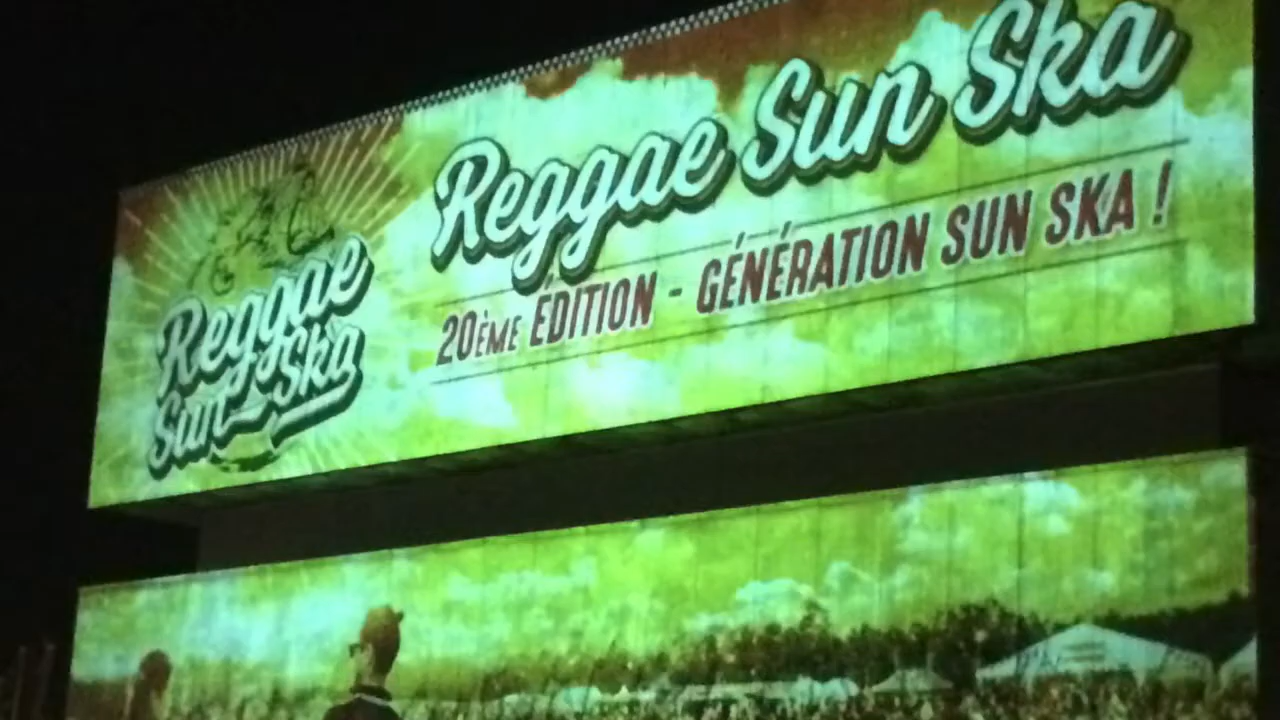 Reggae Sun Ska
20ÈME ÉDITION - GÉNÉRATION SUN SKA !
Reggae
Sun Ska